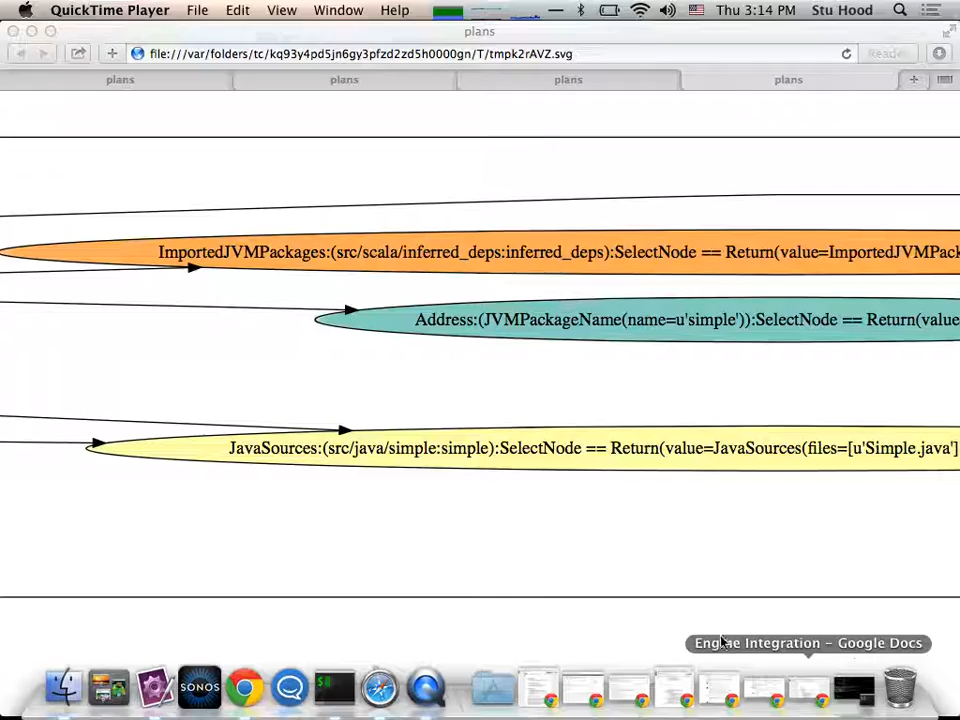 QuickTime Player File Edit View Window Help Thu 3:14 PM Stu Hood
plans
file:///var/folders/tc/kq93y4pd5jn6gy3pfzd2zd5h0000gn/T/tmpk2rAVZ.svg Reader
plans plans plans plans
ImportedJVMPackages:(src/scala/inferred_deps:inferred_deps):SelectNode == Return(value=ImportedJVMPack
Address:(JVMPackageName(name=u'simple')):SelectNode == Return(value
JavaSources:(src/java/simple:simple):SelectNode == Return(value=JavaSources(files=[u'Simple.java']
Engine Integration – Google Docs
SONOS